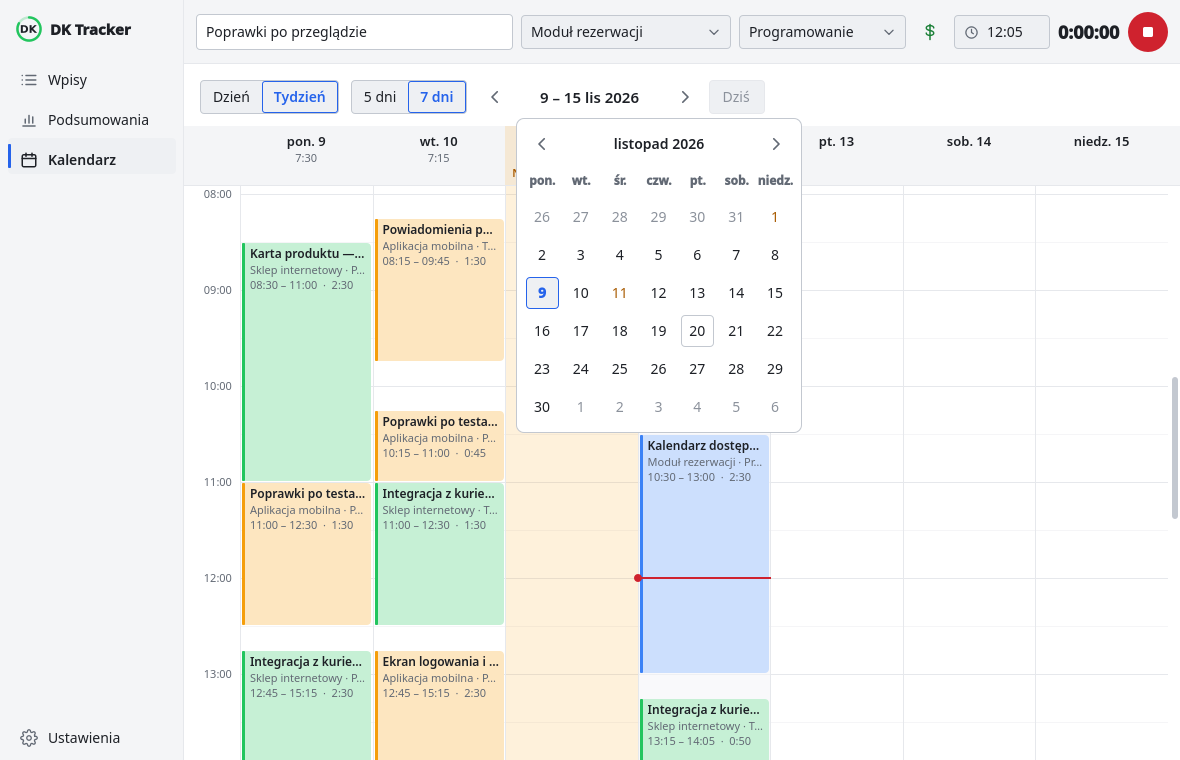 DK DK Tracker
Poprawki po przeglądzie
Moduł rezerwacji
Programowanie
$
12:05
0:00:00
Wpisy
Podsumowania
Kalendarz
Ustawienia
Dzień Tydzień
5 dni 7 dni
9 – 15 lis 2026
Dziś
pon. 9
7:30
wt. 10
7:15
pt. 13
sob. 14
niedz. 15
listopad 2026
pon. wt. śr. czw. pt. sob. niedz.
26 27 28 29 30 31 1
2 3 4 5 6 7 8
9 10 11 12 13 14 15
16 17 18 19 20 21 22
23 24 25 26 27 28 29
30 1 2 3 4 5 6
08:00
09:00
10:00
11:00
12:00
13:00
Karta produktu —...
Sklep internetowy · P...
08:30 – 11:00 · 2:30
Poprawki po testa...
Aplikacja mobilna · P...
11:00 – 12:30 · 1:30
Integracja z kurie...
Sklep internetowy · P...
12:45 – 15:15 · 2:30
Powiadomienia p...
Aplikacja mobilna · T...
08:15 – 09:45 · 1:30
Poprawki po testa...
Aplikacja mobilna · P...
10:15 – 11:00 · 0:45
Integracja z kurie...
Sklep internetowy · T...
11:00 – 12:30 · 1:30
Ekran logowania i ...
Aplikacja mobilna · P...
12:45 – 15:15 · 2:30
Kalendarz dostęp...
Moduł rezerwacji · Pr...
10:30 – 13:00 · 2:30
Integracja z kurie...
Sklep internetowy · T...
13:15 – 14:05 · 0:50